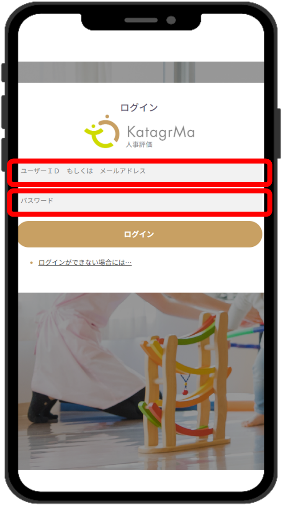 ログイン
KatagrMa
人事評価
ユーザーＩＤ　もしくは　メールアドレス
パスワード
ログイン
ログインができない場合には…